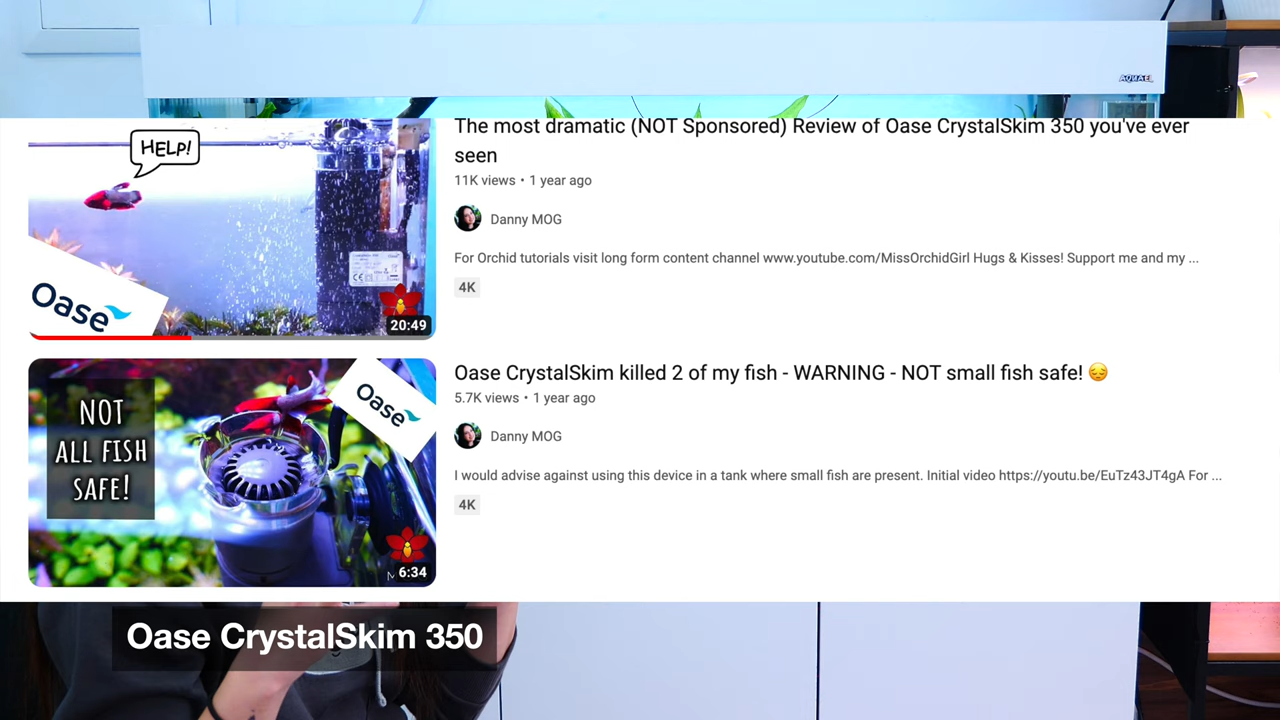 AQUAEL
HELP!
Oase
20:49
The most dramatic (NOT Sponsored) Review of Oase CrystalSkim 350 you've ever
seen
11K views • 1 year ago
Danny MOG
For Orchid tutorials visit long form content channel www.youtube.com/MissOrchidGirl Hugs & Kisses! Support me and my ...
4K
NOT
ALL FISH
SAFE!
Oase
6:34
Oase CrystalSkim killed 2 of my fish - WARNING - NOT small fish safe! 😔
5.7K views • 1 year ago
Danny MOG
I would advise against using this device in a tank where small fish are present. Initial video https://youtu.be/EuTz43JT4gA For ...
4K
Oase CrystalSkim 350